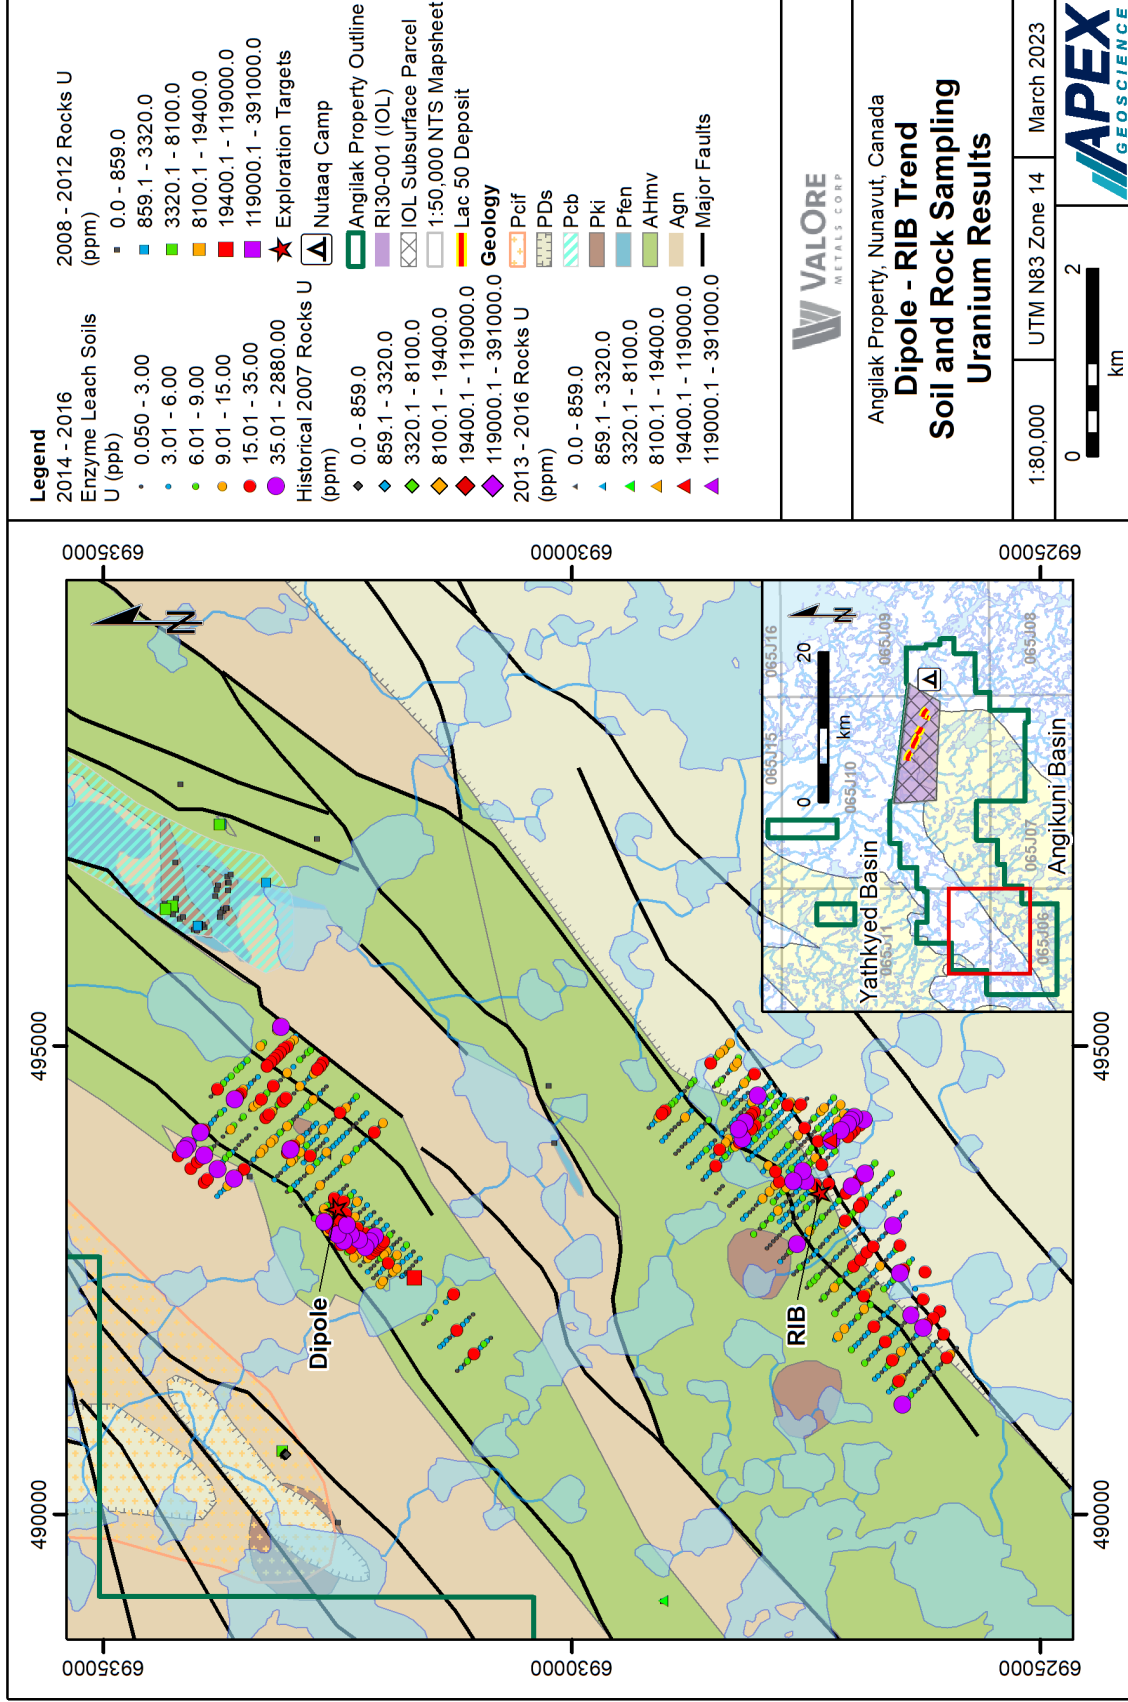 Legend
2014 - 2016
Enzyme Leach Soils
U (ppb)
0.050 - 3.00
3.01 - 6.00
6.01 - 9.00
9.01 - 15.00
15.01 - 35.00
35.01 - 2880.00
Historical 2007 Rocks U
(ppm)
0.0 - 859.0
859.1 - 3320.0
3320.1 - 8100.0
8100.1 - 19400.0
19400.1 - 119000.0
119000.1 - 391000.0
2013 - 2016 Rocks U
(ppm)
0.0 - 859.0
859.1 - 3320.0
3320.1 - 8100.0
8100.1 - 19400.0
19400.1 - 119000.0
119000.1 - 391000.0
2008 - 2012 Rocks U
(ppm)
0.0 - 859.0
859.1 - 3320.0
3320.1 - 8100.0
8100.1 - 19400.0
19400.1 - 119000.0
119000.1 - 391000.0
Exploration Targets
Nutaaq Camp
Angilak Property Outline
RI30-001 (IOL)
IOL Subsurface Parcel
1:50,000 NTS Mapsheet
Lac 50 Deposit
Geology
Pcif
PDs
Pcb
Pki
Pfen
AHmv
Agn
Major Faults
VALORE
METALS CORP
Angilak Property, Nunavut, Canada
Dipole - RIB Trend
Soil and Rock Sampling
Uranium Results
1:80,000
UTM N83 Zone 14
March 2023
0
2
km
APEX
GEOSCIENCE
490000
495000
6935000
6930000
6925000
6935000
6930000
6925000
490000
495000
N
Dipole
RIB
065J15
065J16
065J10
065J09
065J11
065J06
065J07
065J08
Yathkyed Basin
Angikuni Basin
0
20
km
N